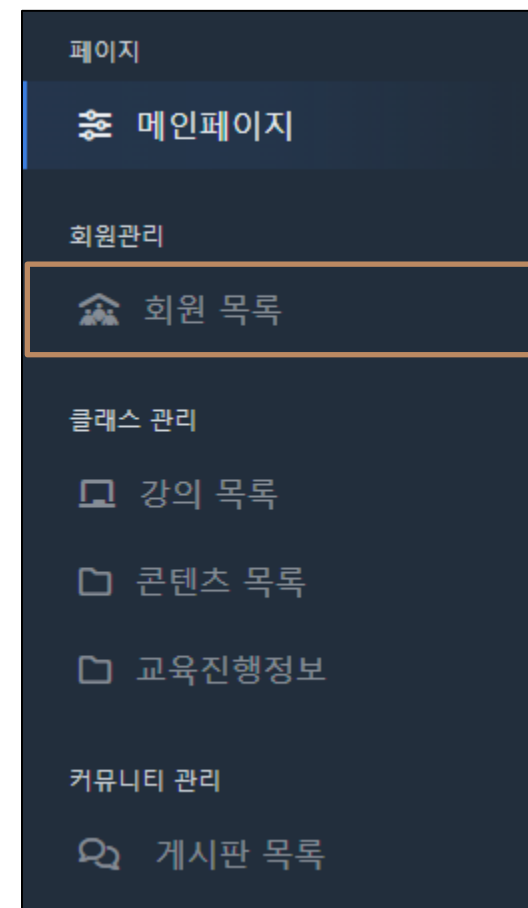 페이지
메인페이지
회원관리
회원 목록
클래스 관리
강의 목록
콘텐츠 목록
교육진행정보
커뮤니티 관리
게시판 목록